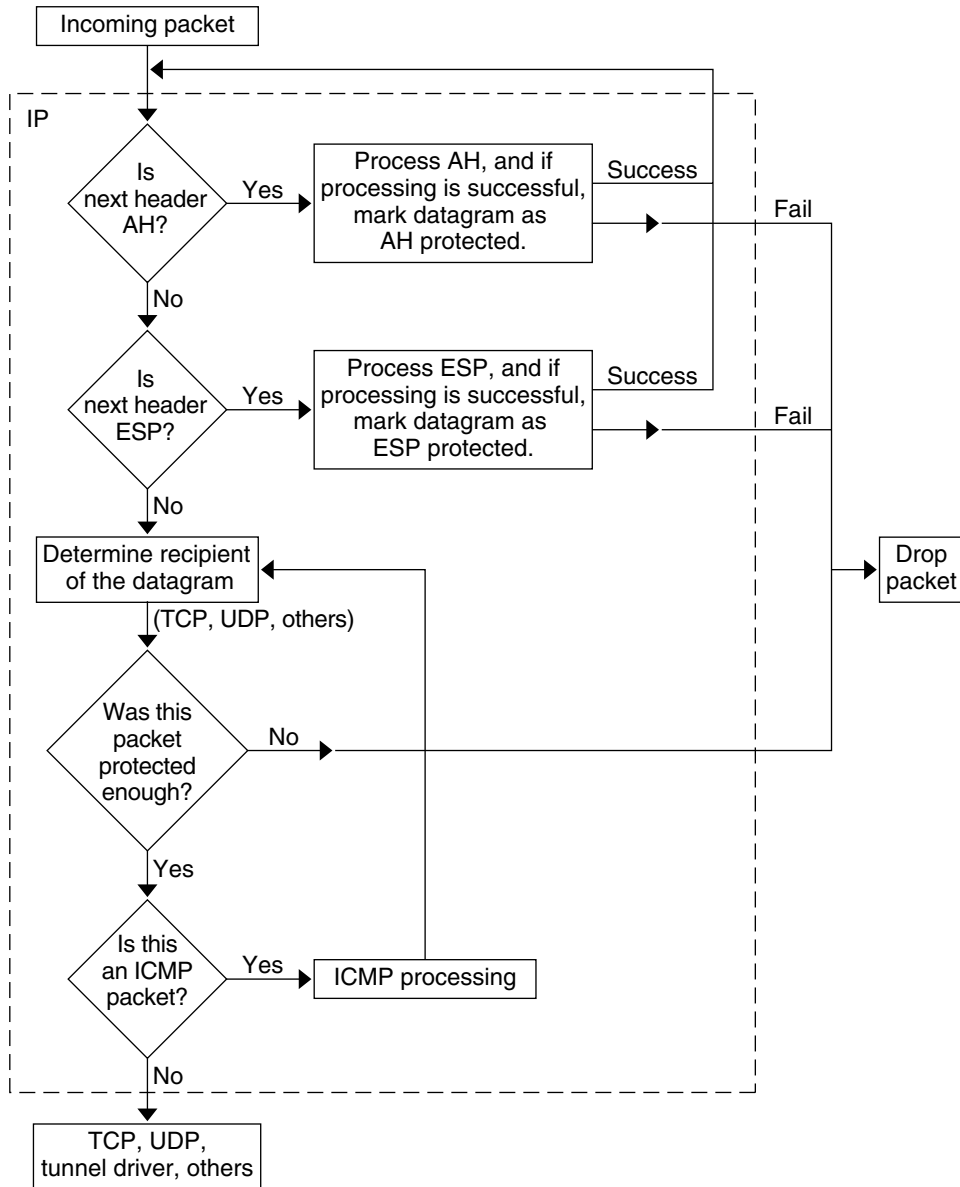 Incoming packet
IP
Is
next header
AH?
Yes
Process AH, and if
processing is successful,
mark datagram as
AH protected.
Success
Fail
No
Is
next header
ESP?
Yes
Process ESP, and if
processing is successful,
mark datagram as
ESP protected.
Success
Fail
No
Determine recipient
of the datagram
Drop
packet
(TCP, UDP, others)
Was this
packet
protected
enough?
No
Yes
Is this
an ICMP
packet?
Yes
ICMP processing
No
TCP, UDP,
tunnel driver, others